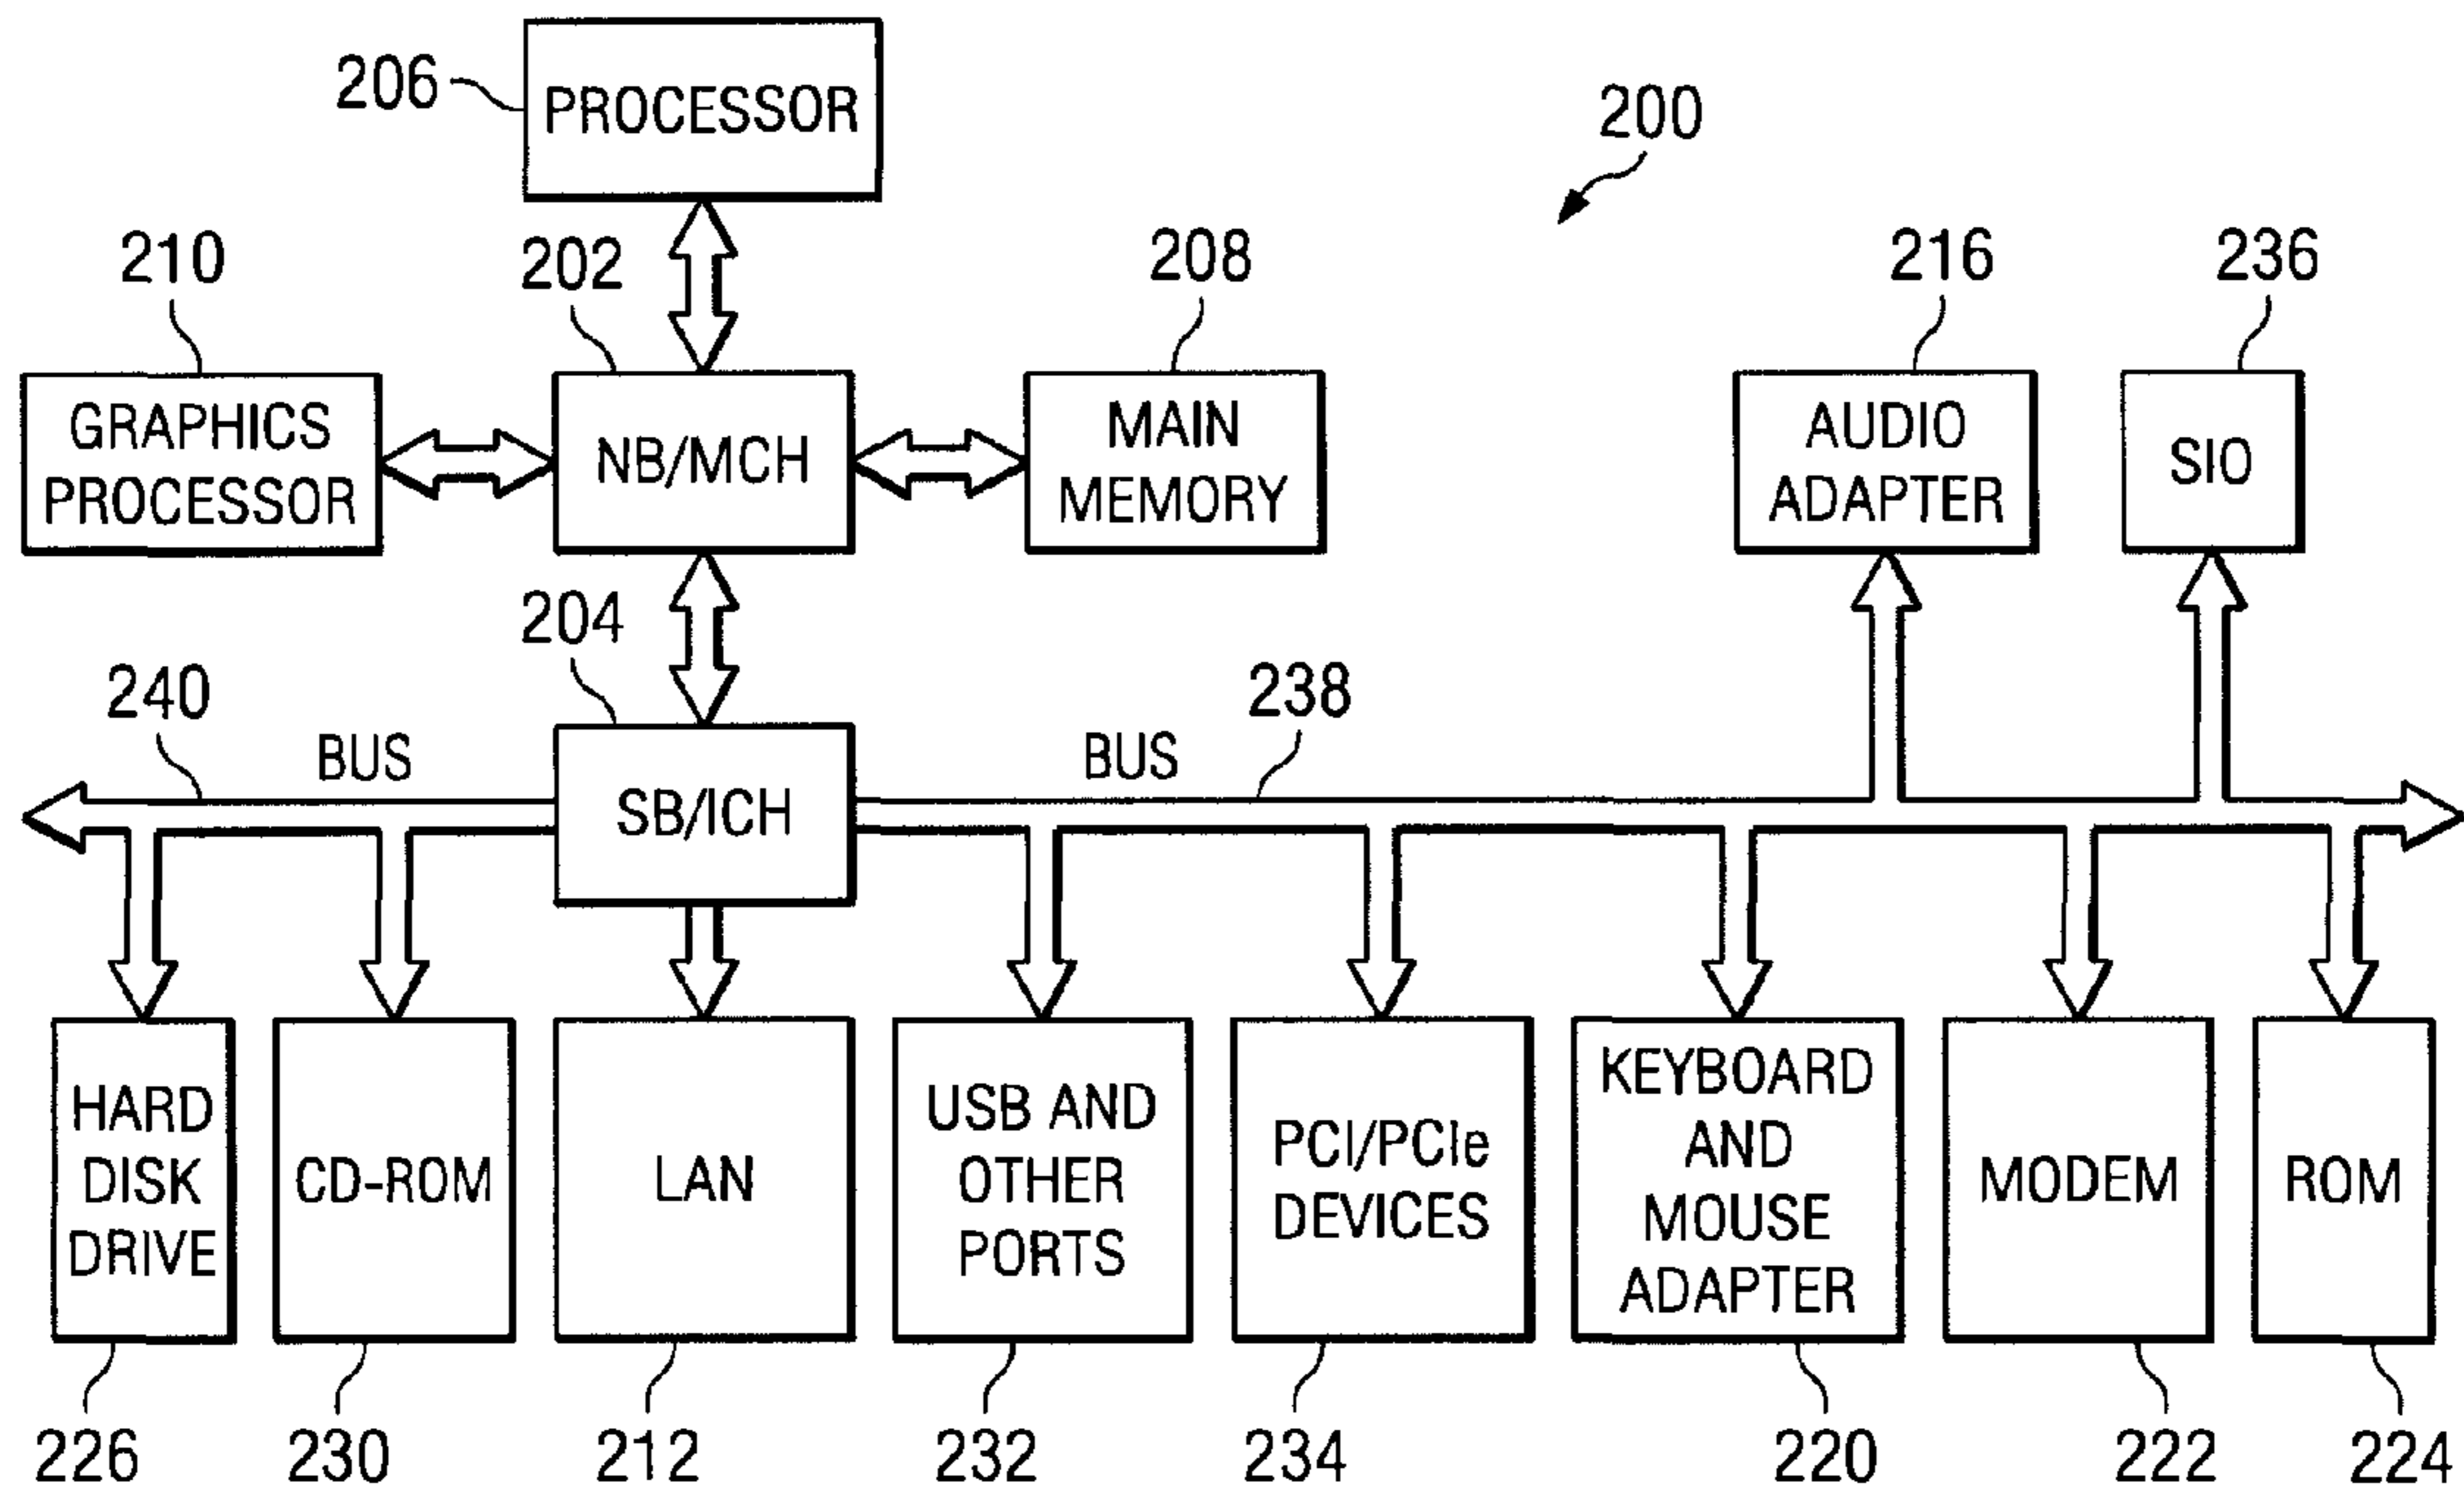 206
PROCESSOR
200
210
202
208
216
236
GRAPHICS
PROCESSOR
NB/MCH
MAIN
MEMORY
AUDIO
ADAPTER
SIO
204
240
BUS
238
BUS
SB/ICH
HARD
DISK
DRIVE
CD-ROM
LAN
USB AND
OTHER
PORTS
PCI/PCIe
DEVICES
KEYBOARD
AND
MOUSE
ADAPTER
MODEM
ROM
226
230
212
232
234
220
222
224